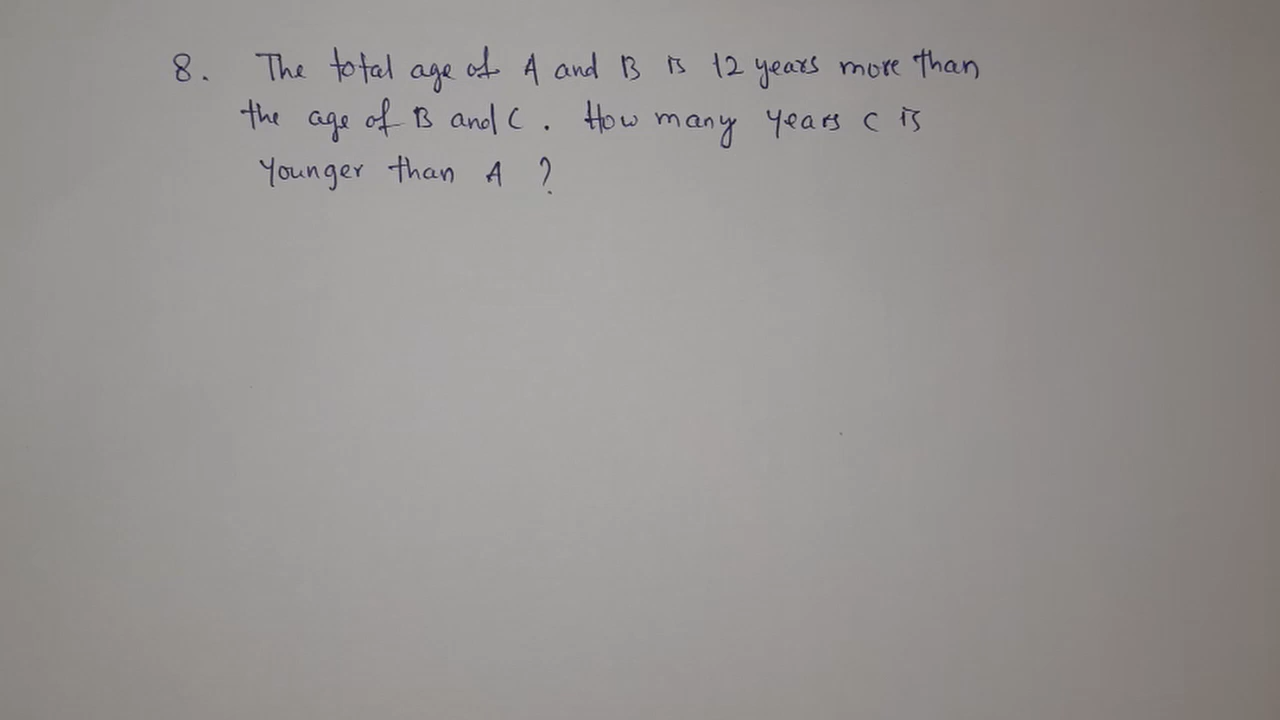 8. The total age of A and B is 12 years more than
the age of B and C. How many years C is
Younger than A ?